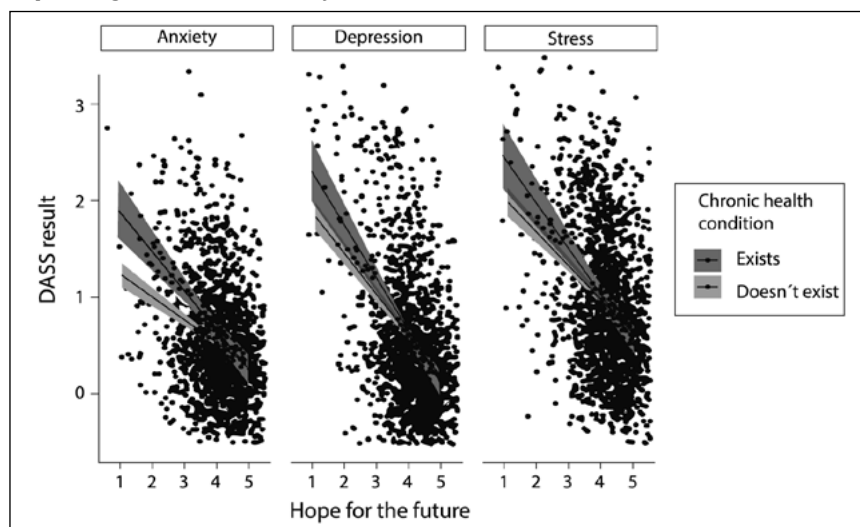 Anxiety
Depression
Stress
3
2
1
0
DASS result
1 2 3 4 5
1 2 3 4 5
1 2 3 4 5
Hope for the future
Chronic health
condition
Exists
Doesn´t exist